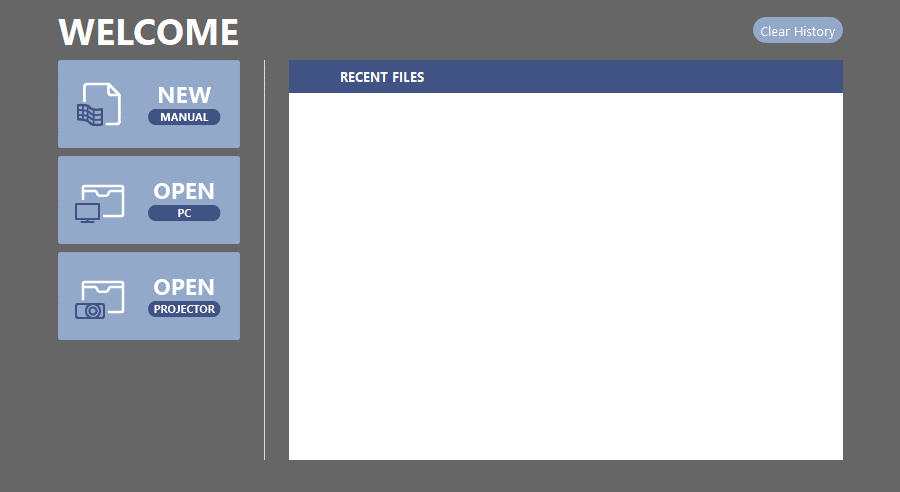 WELCOME
Clear History
NEW
MANUAL
OPEN
PC
OPEN
PROJECTOR
RECENT FILES